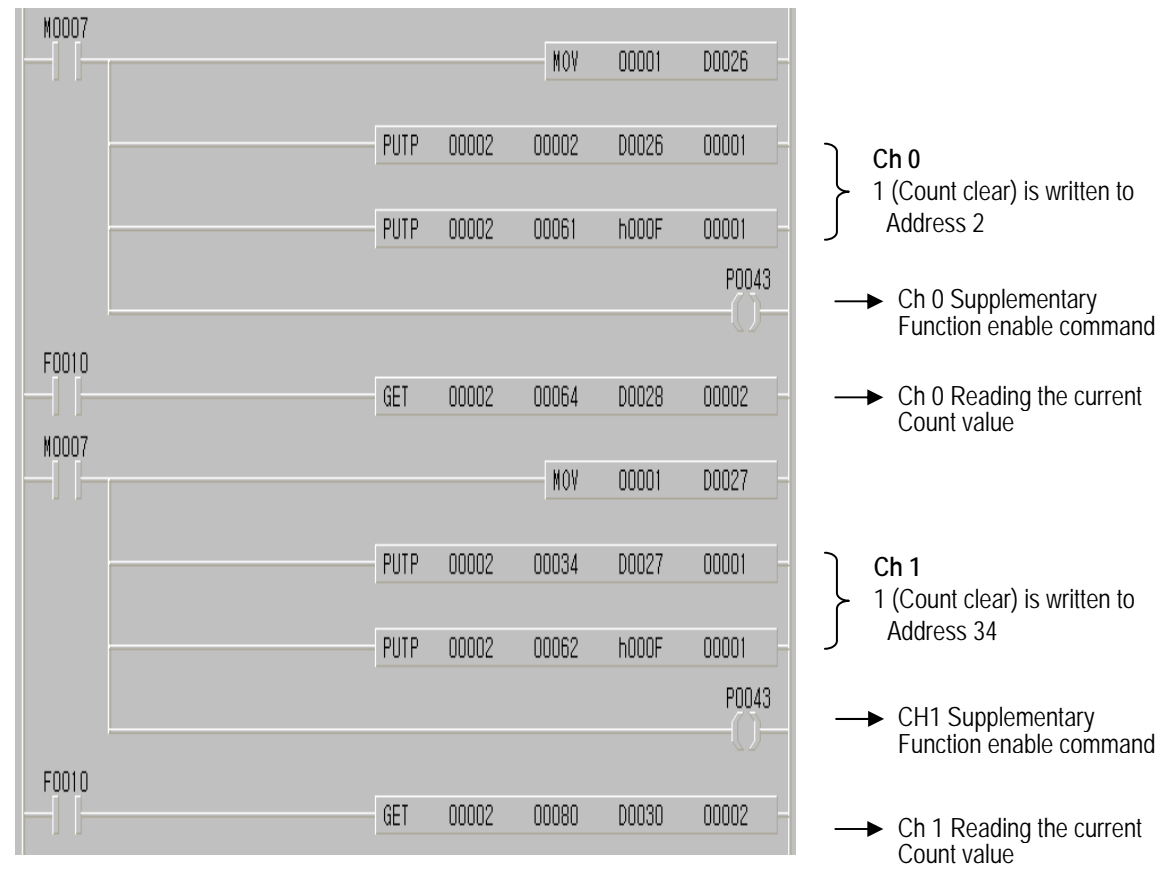 M0007
MOV 00001 D0026
PUTP 00002 00002 D0026 00001
Ch 0
1 (Count clear) is written to
Address 2
PUTP 00002 00061 h000F 00001
P0043
Ch 0 Supplementary
Function enable command
F0010
GET 00002 00064 D0028 00002
Ch 0 Reading the current
Count value
M0007
MOV 00001 D0027
PUTP 00002 00034 D0027 00001
Ch 1
1 (Count clear) is written to
Address 34
PUTP 00002 00062 h000F 00001
P0043
CH1 Supplementary
Function enable command
F0010
GET 00002 00080 D0030 00002
Ch 1 Reading the current
Count value